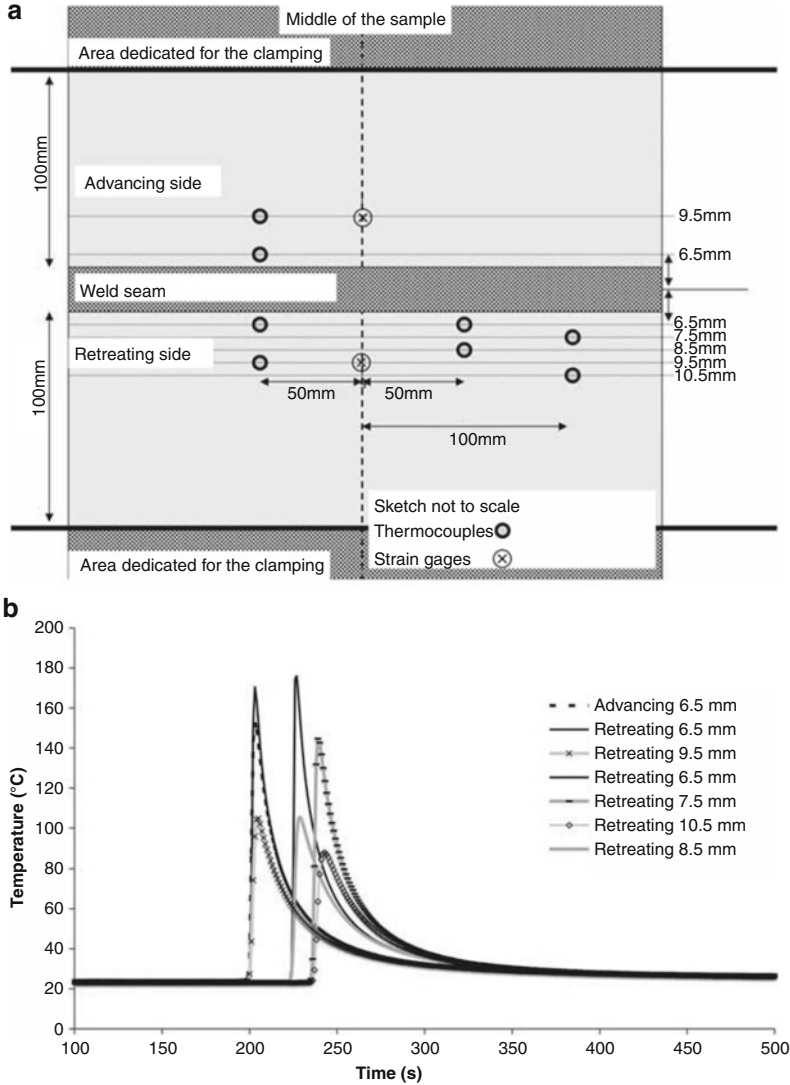 a
Middle of the sample
Area dedicated for the clamping
100mm
Advancing side
9.5mm
6.5mm
Weld seam
6.5mm
7.5mm
Retreating side
8.5mm
9.5mm
10.5mm
50mm 50mm
100mm
100mm
Sketch not to scale
Thermocouples
Area dedicated for the clamping
Strain gages
b
200
180
160
140
120
100
80
60
40
20
0
Temperature (°C)
Advancing 6.5 mm
Retreating 6.5 mm
Retreating 9.5 mm
Retreating 6.5 mm
Retreating 7.5 mm
Retreating 10.5 mm
Retreating 8.5 mm
100 150 200 250 300 350 400 450 500
Time (s)